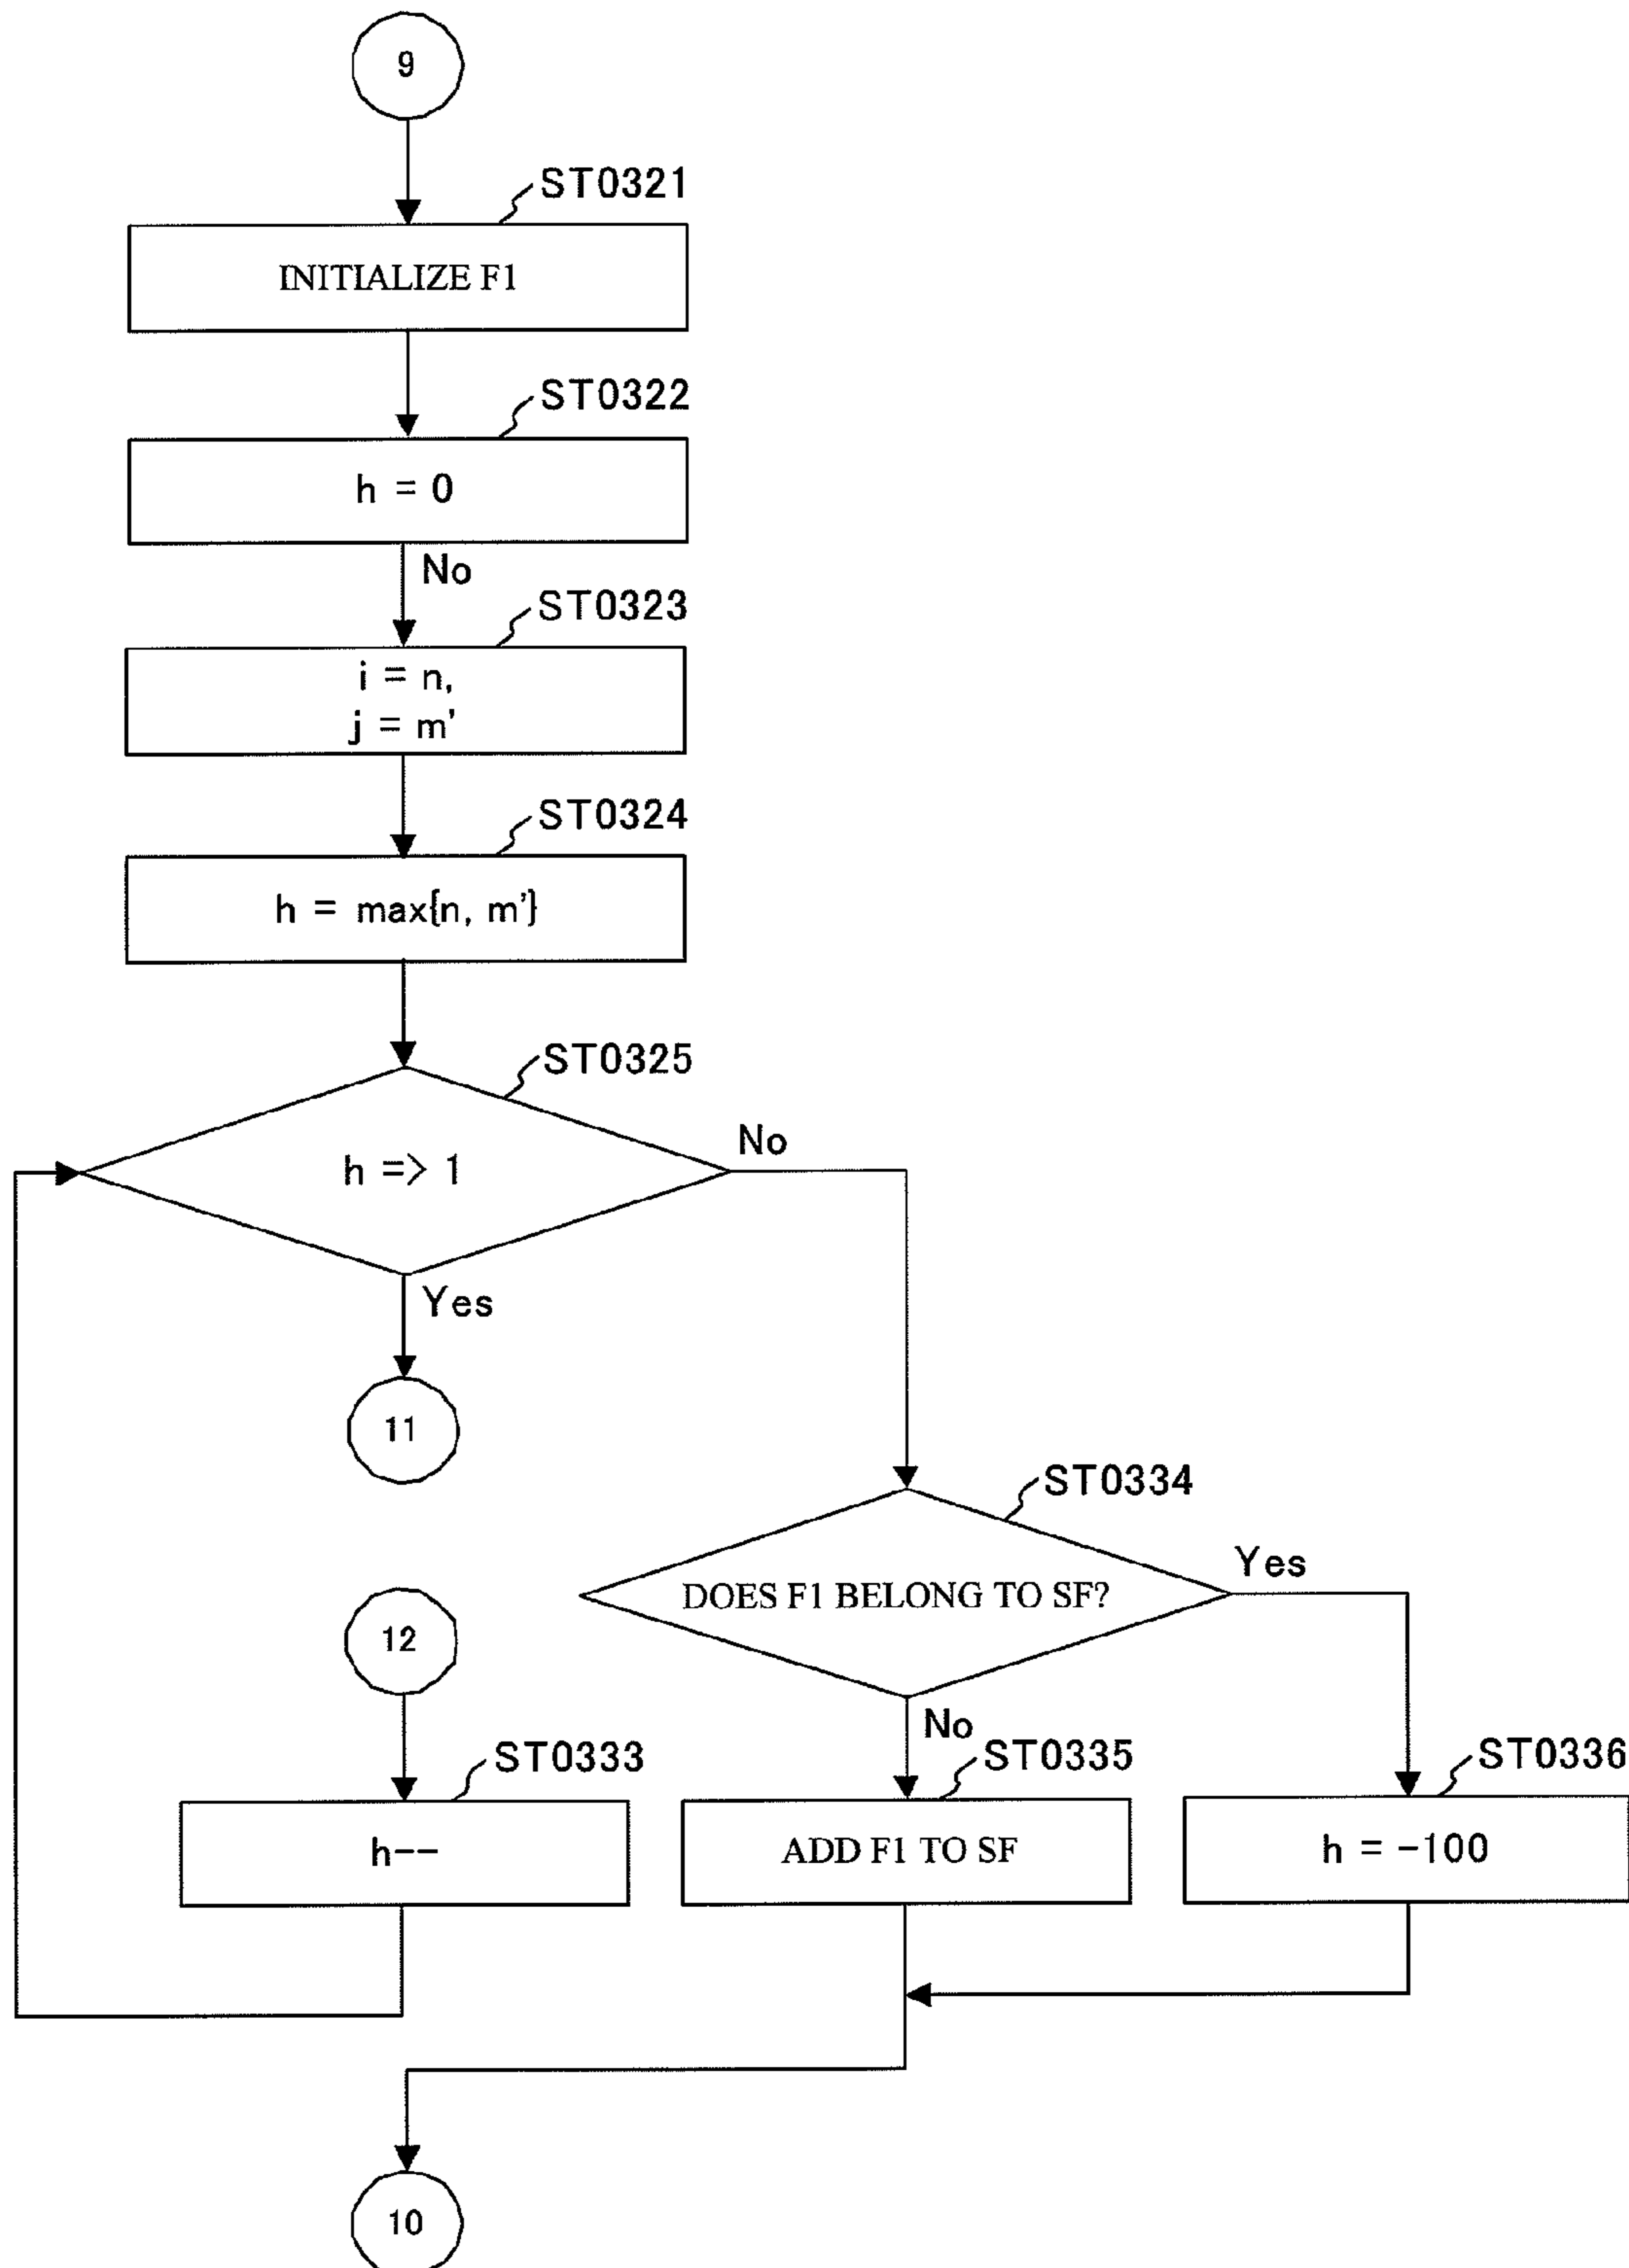 9
ST0321
INITIALIZE F1
ST0322
h = 0
No
ST0323
i = n,
j = m'
ST0324
h = max{n, m'}
ST0325
h => 1
No
Yes
11
ST0334
DOES F1 BELONG TO SF?
Yes
12
No
ST0333
ST0335
ST0336
h--
ADD F1 TO SF
h = -100
10